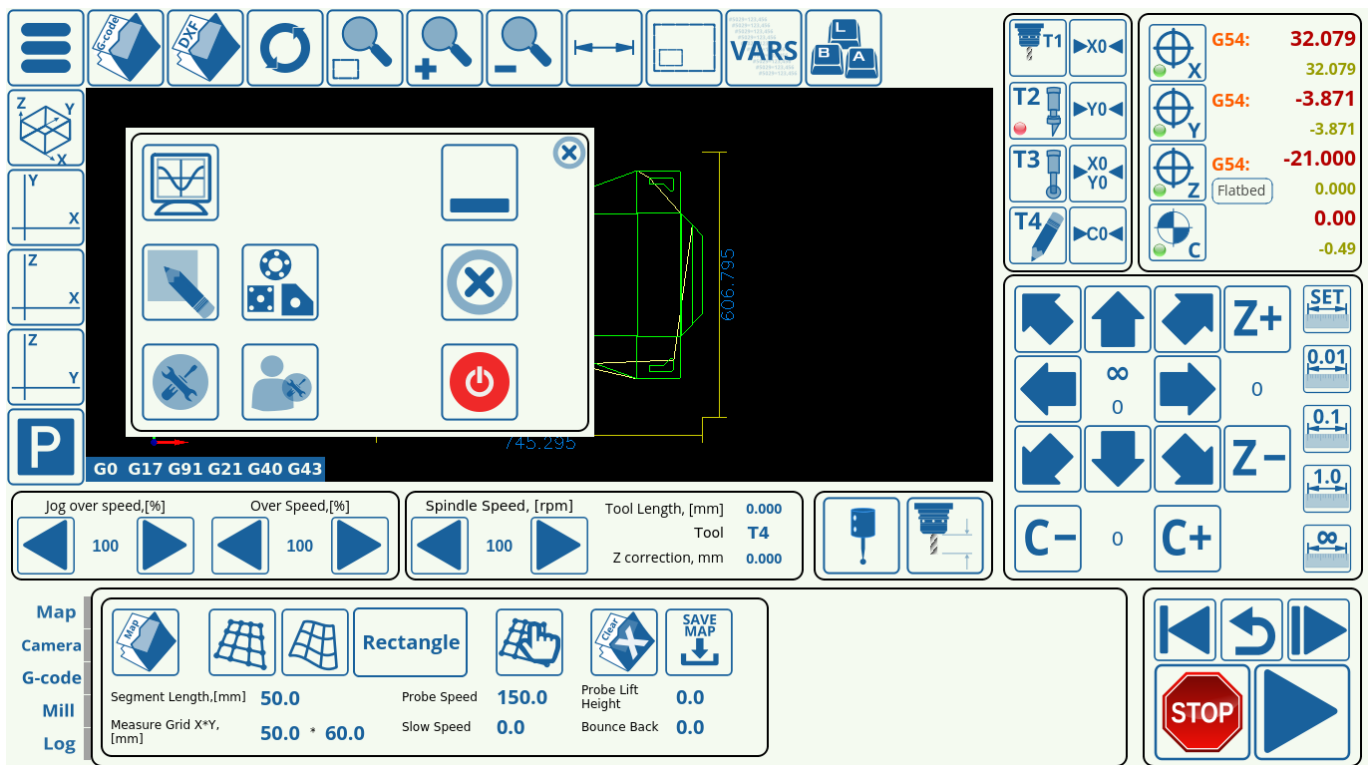 G-code
DXF
#5529=123,456
VARS
L
B A
Z Y
X
Y
X
Z
X
Z
Y
P
606.795
745.295
G0 G17 G91 G21 G40 G43
T1
X0
T2
Y0
T3
X0
Y0
T4
C0
X
G54: 32.079
32.079
Y
G54: -3.871
-3.871
Z
G54: -21.000
Flatbed 0.000
C
0.00
-0.49
Z+
SET
∞
0
0
0.01
0.1
Z−
1.0
C−
0
C+
∞
Jog over speed,[%]
100
Over Speed,[%]
100
Spindle Speed, [rpm]
100
Tool Length, [mm] 0.000
Tool T4
Z correction, mm 0.000
Map
Camera
G-code
Mill
Log
Map
Rectangle
Clear
SAVE
MAP
Segment Length,[mm] 50.0
Probe Speed 150.0
Probe Lift
Height 0.0
Measure Grid X*Y,
[mm] 50.0 * 60.0
Slow Speed 0.0
Bounce Back 0.0
STOP